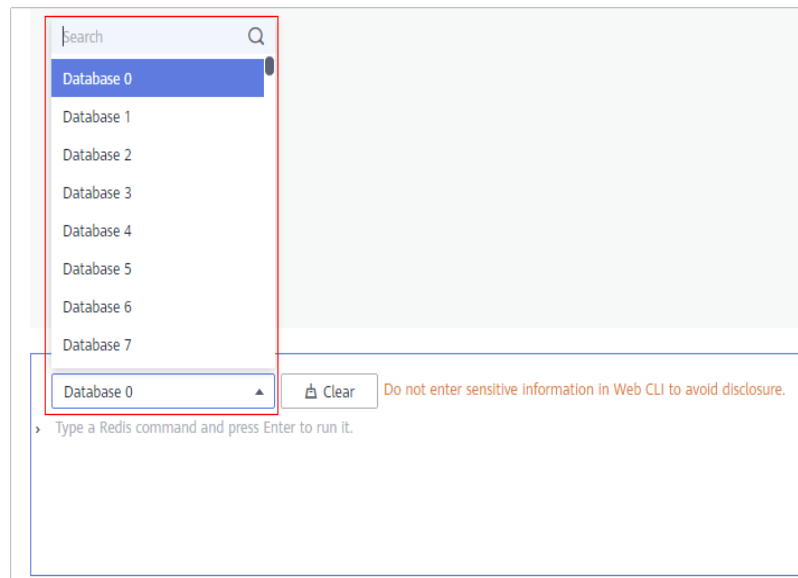 Search
Database 0
Database 1
Database 2
Database 3
Database 4
Database 5
Database 6
Database 7
Database 0
Clear
Do not enter sensitive information in Web CLI to avoid disclosure.
› Type a Redis command and press Enter to run it.